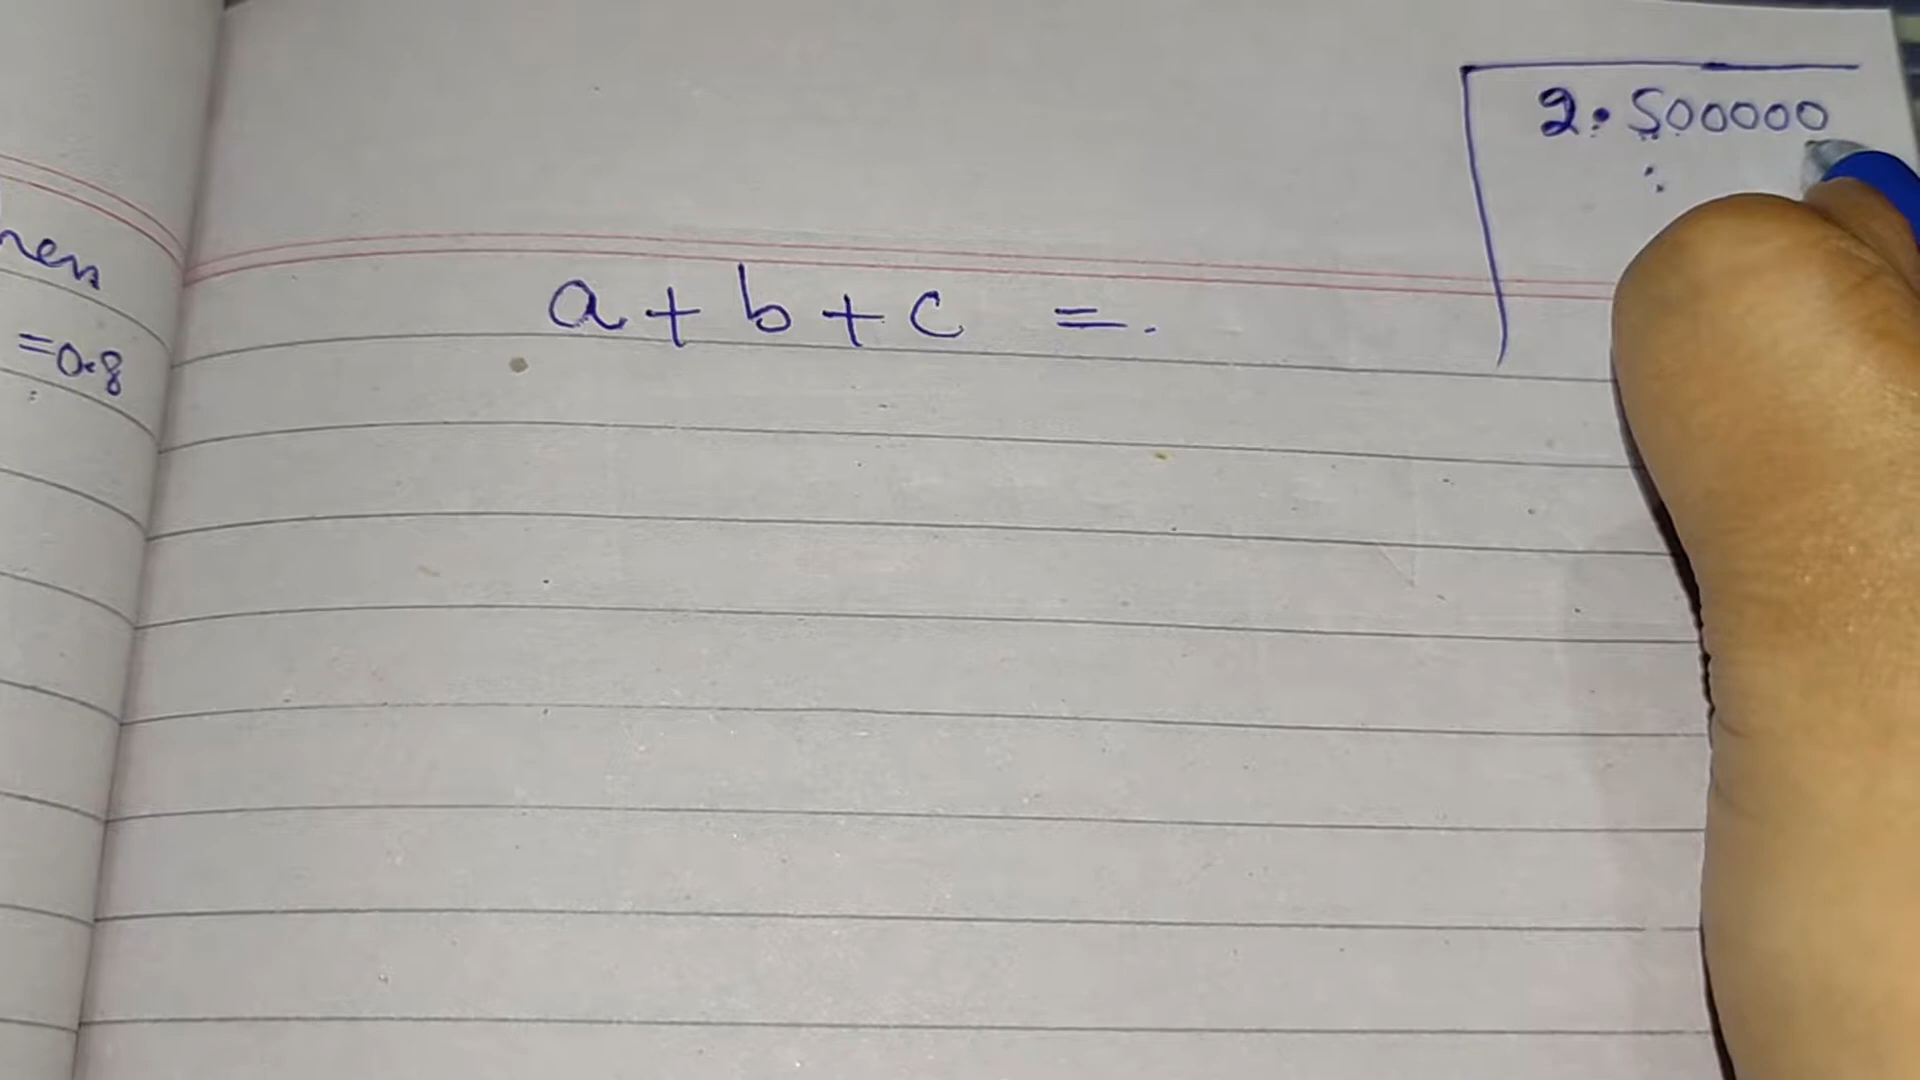 2.500000
a + b + c =.
=0.8